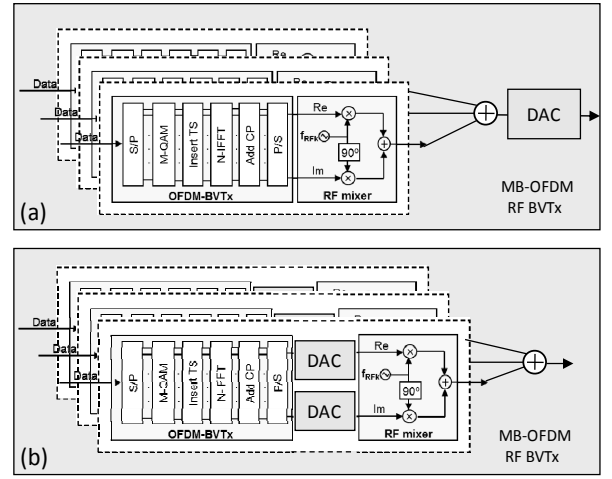 Re
Data
Data
Data
S/P
M-QAM
Insert TS
N-IFFT
Add CP
P/S
Re
fRFk
90°
Im
OFDM-BVTx
RF mixer
DAC
MB-OFDM
RF BVTx
(a)
Data
Data
Data
S/P
M-QAM
Insert TS
N-FFT
Add CP
P/S
DAC
DAC
Re
fRFk
90°
Im
OFDM-BVTx
RF mixer
MB-OFDM
RF BVTx
(b)